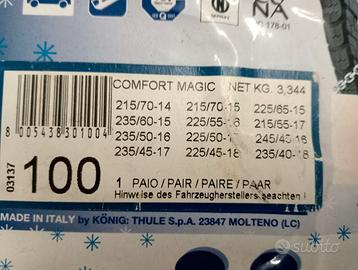 GEPRÜFT
COMFORT MAGIC NET KG. 3,344
215/70-14 215/70-15 225/65-15
235/60-15 225/55-16 215/55-17
235/50-16 225/50-17 245/45-16
235/45-17 225/45-18 235/40-18
8 005438 301004
03137
100
1 PAIO / PAIR / PAIRE / PAAR
Hinweise des Fahrzeugherstellers beachten !
MADE IN ITALY by KÖNIG: THULE S.p.A. 23847 MOLTENO (LC)
subito